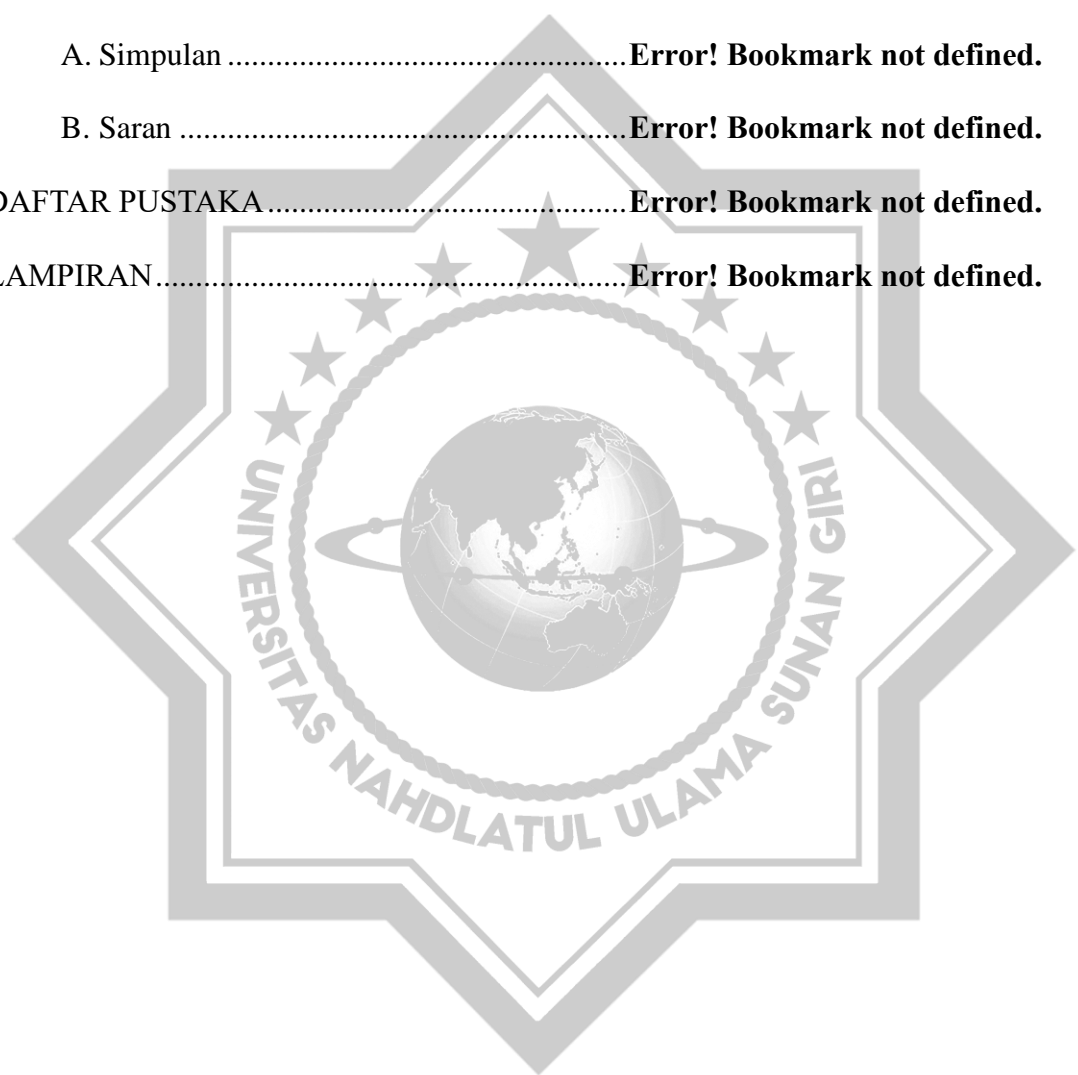 A. Simpulan ................................................Error! Bookmark not defined.
B. Saran ......................................................Error! Bookmark not defined.
DAFTAR PUSTAKA ............................................Error! Bookmark not defined.
LAMPIRAN .........................................................Error! Bookmark not defined.
UNIVERSITAS NAHDLATUL ULAMA SUNAN GIRI